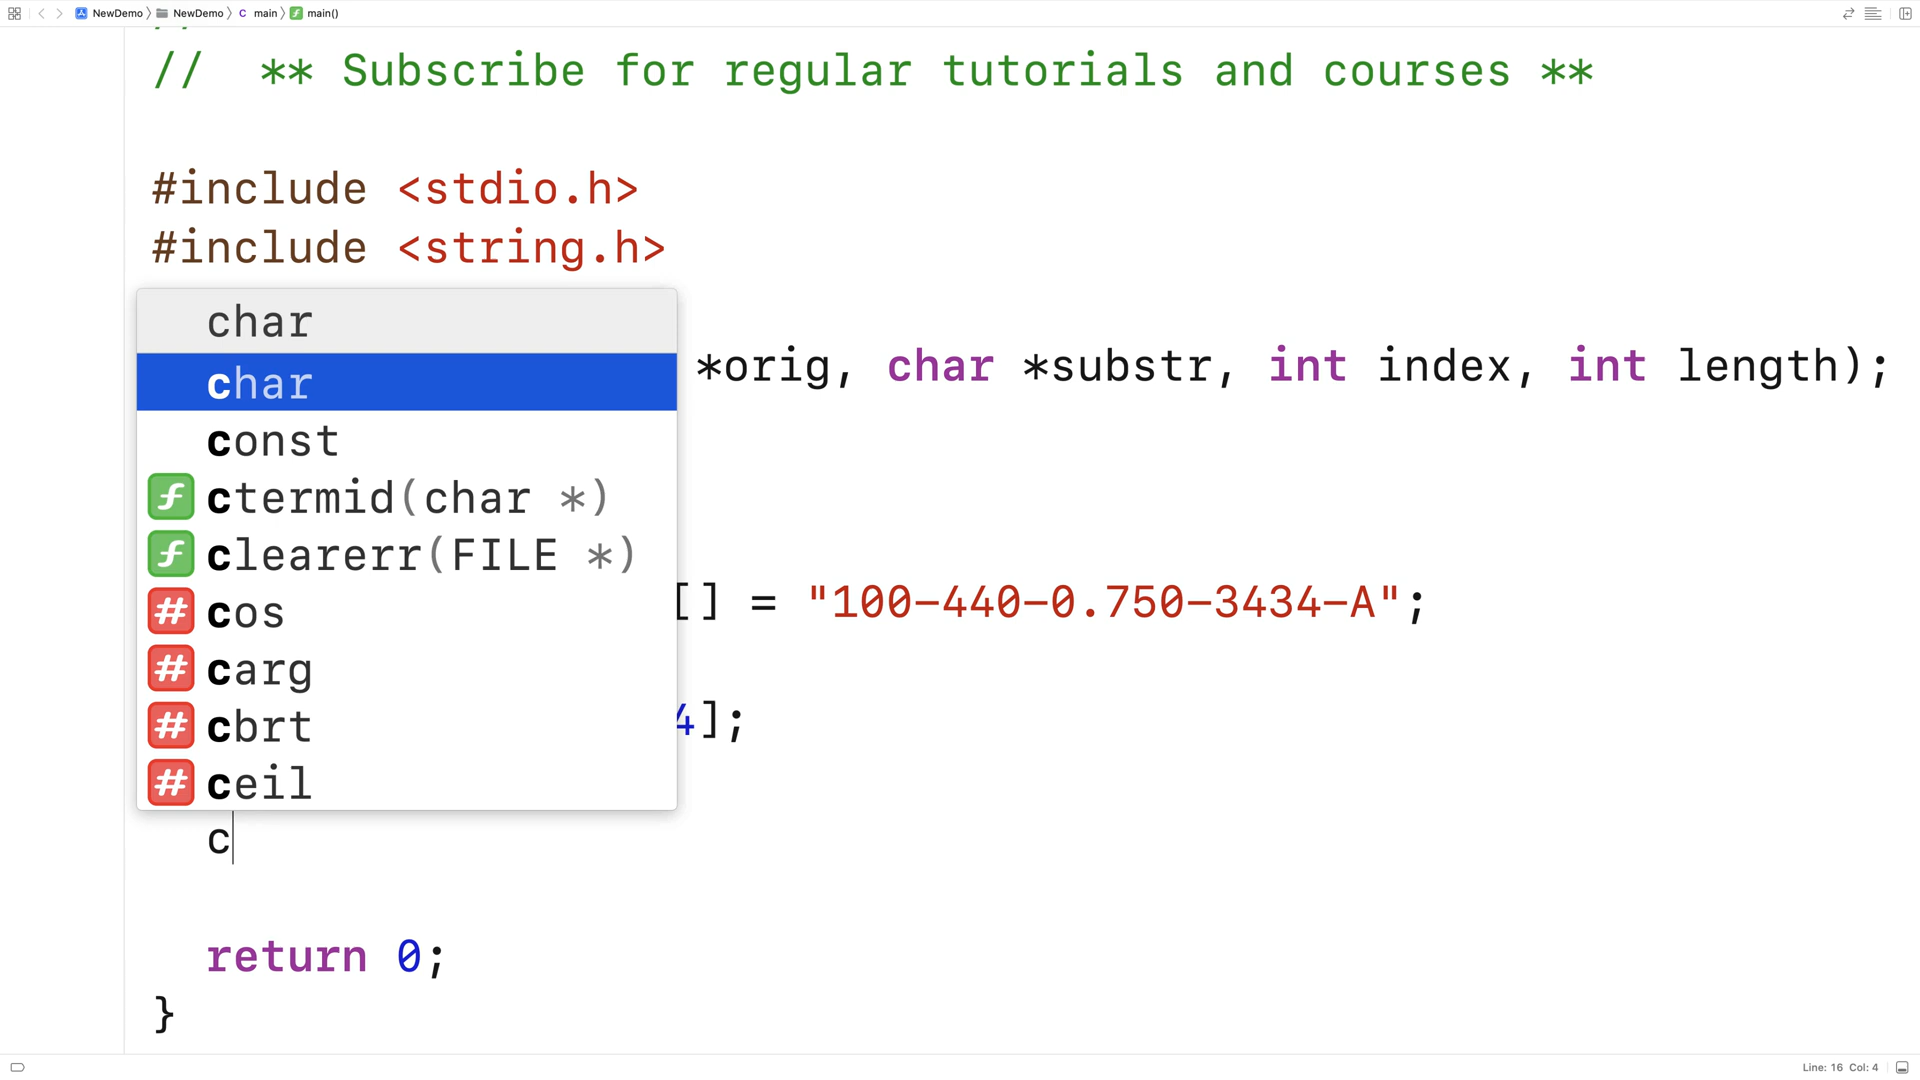 NewDemo NewDemo C main f main()
// ** Subscribe for regular tutorials and courses **
#include <stdio.h>
#include <string.h>
char
char
*orig, char *substr, int index, int length);
const
f ctermid(char *)
f clearerr(FILE *)
# cos
[] = "100-440-0.750-3434-A";
# carg
# cbrt
4];
# ceil
c
return 0;
}
Line: 16 Col: 4